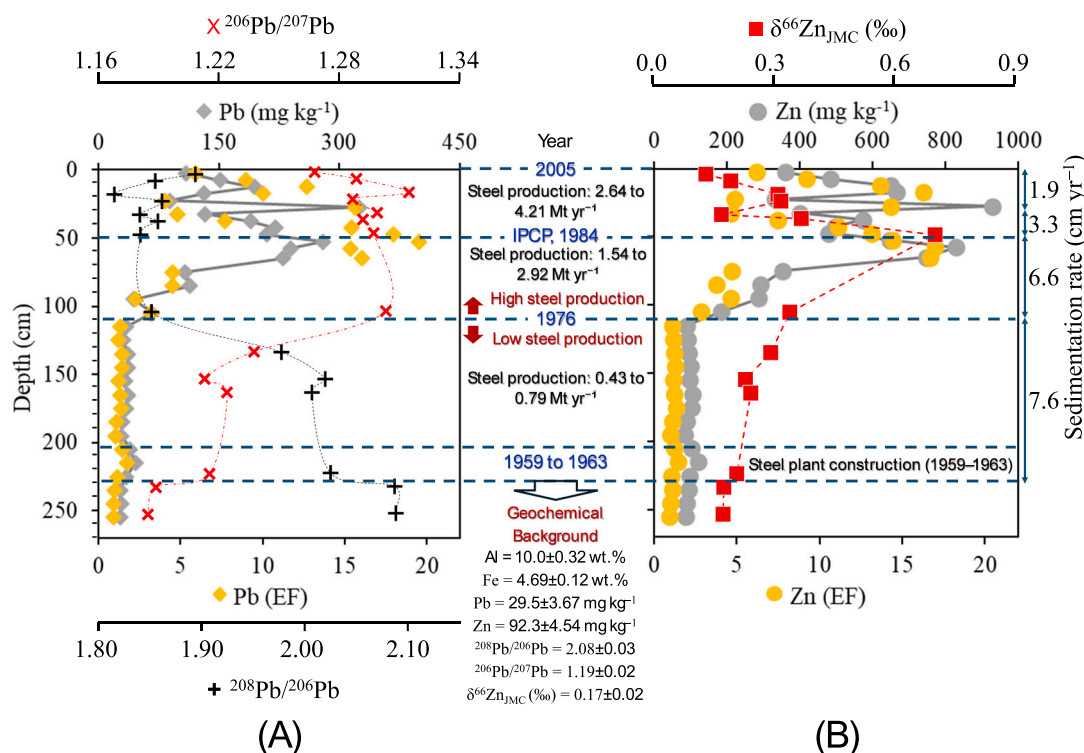 ²⁰⁶Pb/²⁰⁷Pb
1.16 1.22 1.28 1.34
Pb (mg kg⁻¹)
0 150 300 450
Depth (cm)
0
50
100
150
200
250
0 5 10 15 20
Pb (EF)
1.80 1.90 2.00 2.10
²⁰⁸Pb/²⁰⁶Pb
(A)
Year
2005
Steel production: 2.64 to
4.21 Mt yr⁻¹
IPCP, 1984
Steel production: 1.54 to
2.92 Mt yr⁻¹
High steel production
1976
Low steel production
Steel production: 0.43 to
0.79 Mt yr⁻¹
1959 to 1963
Geochemical
Background
Al = 10.0±0.32 wt.%
Fe = 4.69±0.12 wt.%
Pb = 29.5±3.67 mg kg⁻¹
Zn = 92.3±4.54 mg kg⁻¹
²⁰⁸Pb/²⁰⁶Pb = 2.08±0.03
²⁰⁶Pb/²⁰⁷Pb = 1.19±0.02
δ⁶⁶Zn_JMC (‰) = 0.17±0.02
δ⁶⁶Zn_JMC (‰)
0.0 0.3 0.6 0.9
Zn (mg kg⁻¹)
0 200 400 600 800 1000
Steel plant construction (1959–1963)
0 5 10 15 20
Zn (EF)
(B)
1.9
3.3
6.6
7.6
Sedimentation rate (cm yr⁻¹)